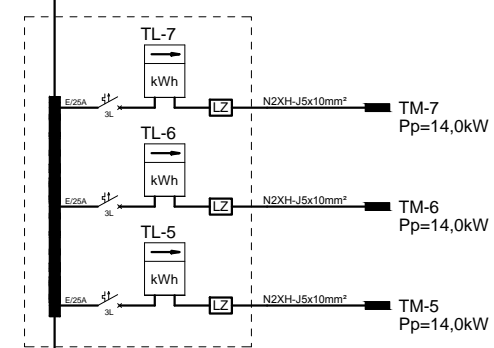 TL-7
kWh
E/25A
3L
LZ
N2XH-J5x10mm²
TM-7
Pp=14,0kW
TL-6
kWh
E/25A
3L
LZ
N2XH-J5x10mm²
TM-6
Pp=14,0kW
TL-5
kWh
E/25A
3L
LZ
N2XH-J5x10mm²
TM-5
Pp=14,0kW